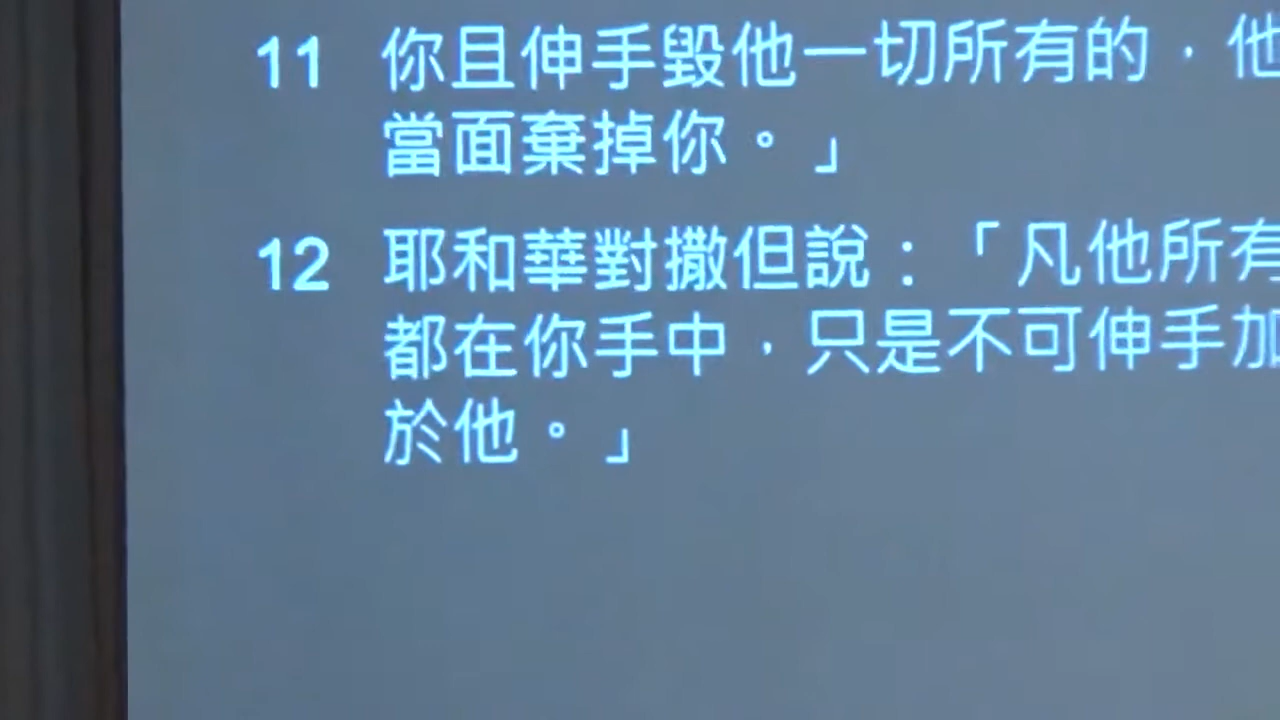 11 你且伸手毀他一切所有的，他
當面棄掉你。」
12 耶和華對撒但說：「凡他所有
都在你手中，只是不可伸手加
於他。」